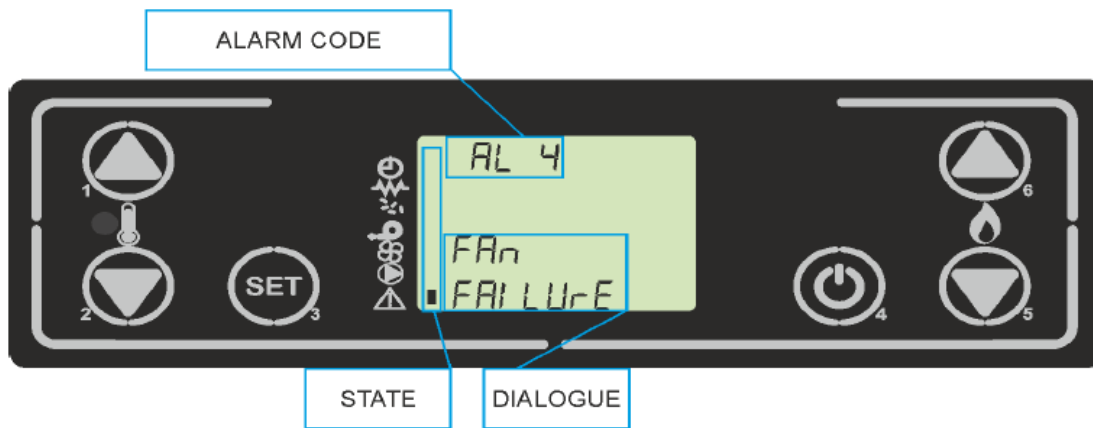 ALARM CODE
AL 4
1
6
FAn
FAILUrE
SET
2
3
4
5
STATE
DIALOGUE